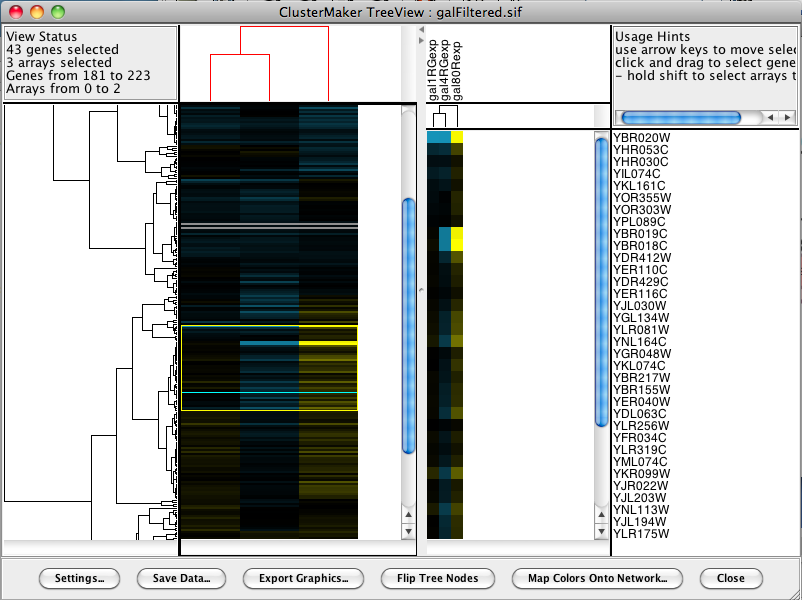 ClusterMaker TreeView : galFiltered.sif
View Status
43 genes selected
3 arrays selected
Genes from 181 to 223
Arrays from 0 to 2
gal1RGexp
gal4RGexp
gal80Rexp
Usage Hints
use arrow keys to move selec
click and drag to select gene
- hold shift to select arrays t
YBR020W
YHR053C
YHR030C
YIL074C
YKL161C
YOR355W
YOR303W
YPL089C
YBR019C
YBR018C
YDR412W
YER110C
YDR429C
YER116C
YJL030W
YGL134W
YLR081W
YNL164C
YGR048W
YKL074C
YBR217W
YBR155W
YER040W
YDL063C
YLR256W
YFR034C
YLR319C
YML074C
YKR099W
YJR022W
YJL203W
YNL113W
YJL194W
YLR175W
Settings...
Save Data...
Export Graphics...
Flip Tree Nodes
Map Colors Onto Network...
Close